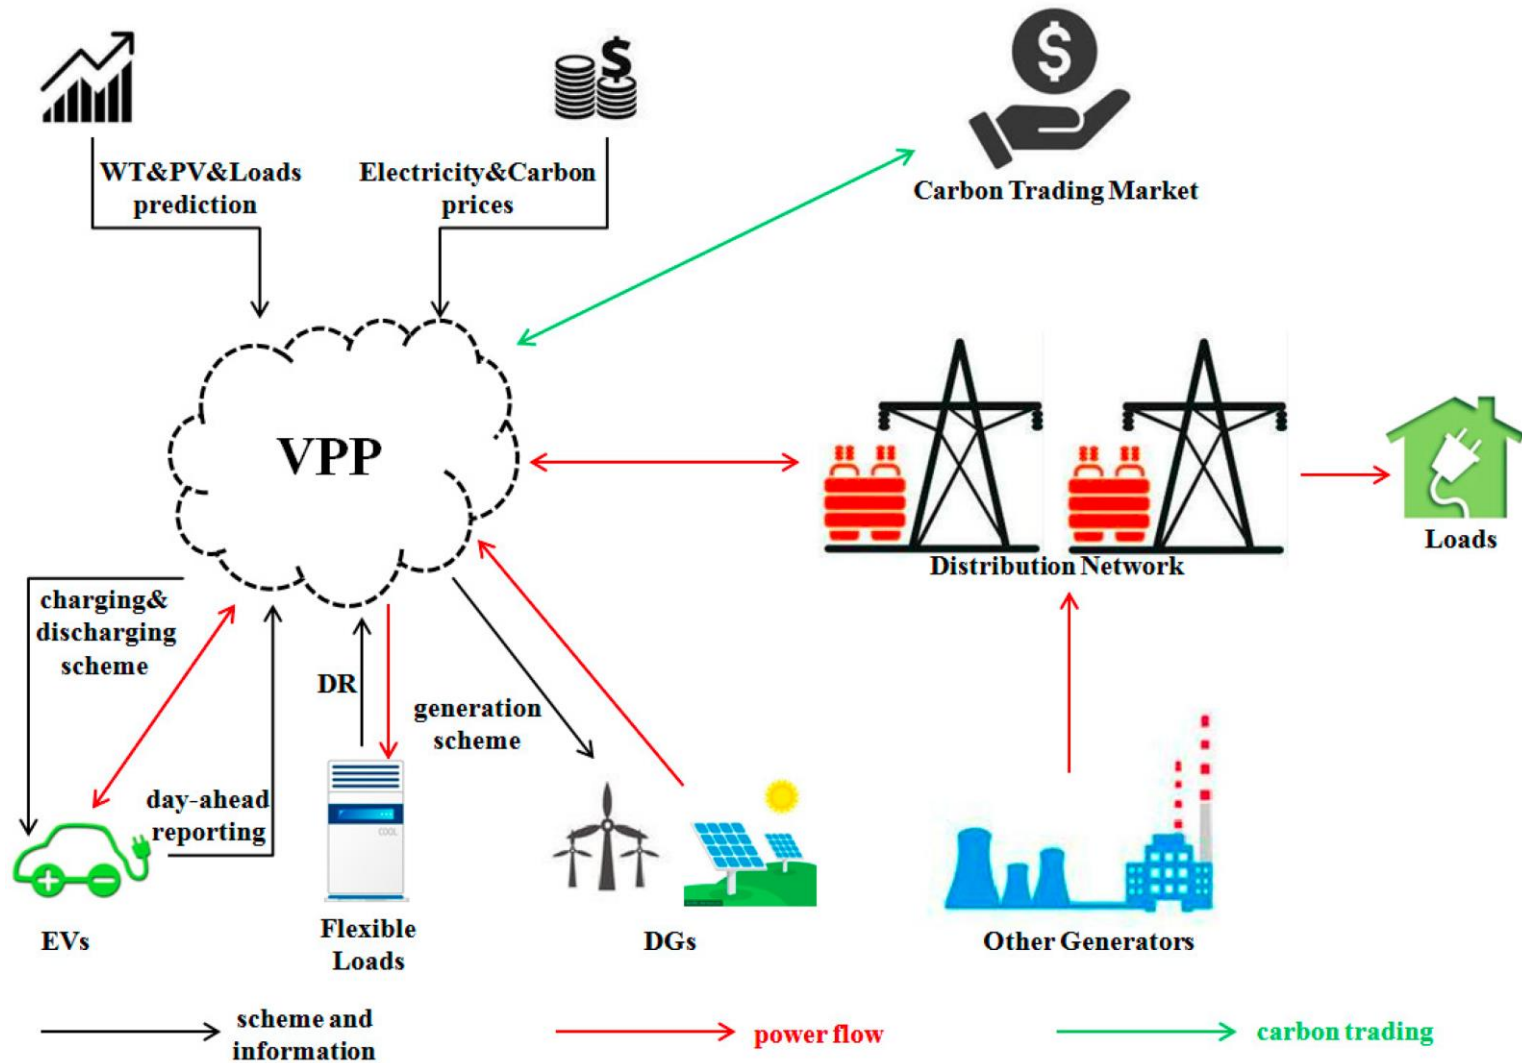 WT&PV&Loads
prediction
Electricity&Carbon
prices
Carbon Trading Market
VPP
Distribution Network
Loads
charging&
discharging
scheme
DR
generation
scheme
day-ahead
reporting
COOL
EVs
Flexible
Loads
DGs
Other Generators
scheme and
information
power flow
carbon trading